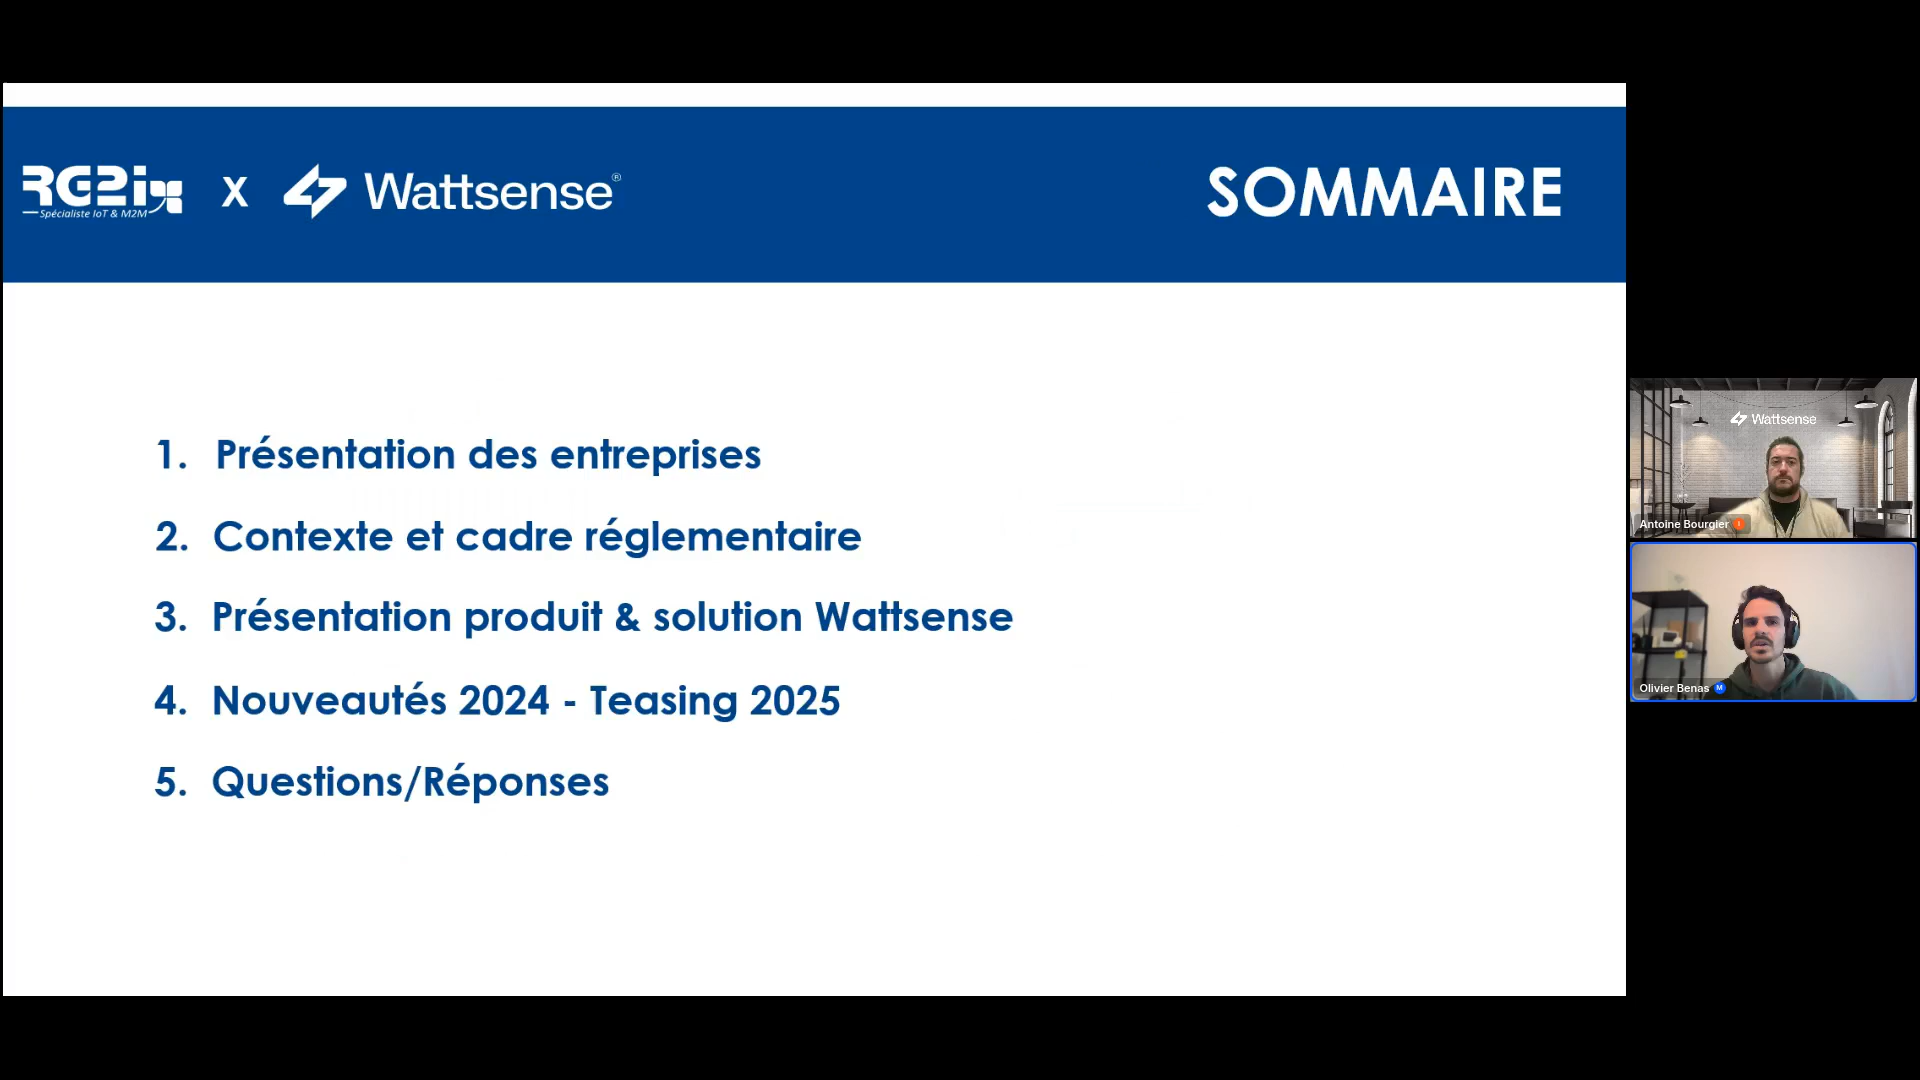 RG2i
Spécialiste IoT & M2M
X
Wattsense®
SOMMAIRE
1. Présentation des entreprises
2. Contexte et cadre réglementaire
3. Présentation produit & solution Wattsense
4. Nouveautés 2024 - Teasing 2025
5. Questions/Réponses
Wattsense
Antoine Bourgier I
Olivier Benas M